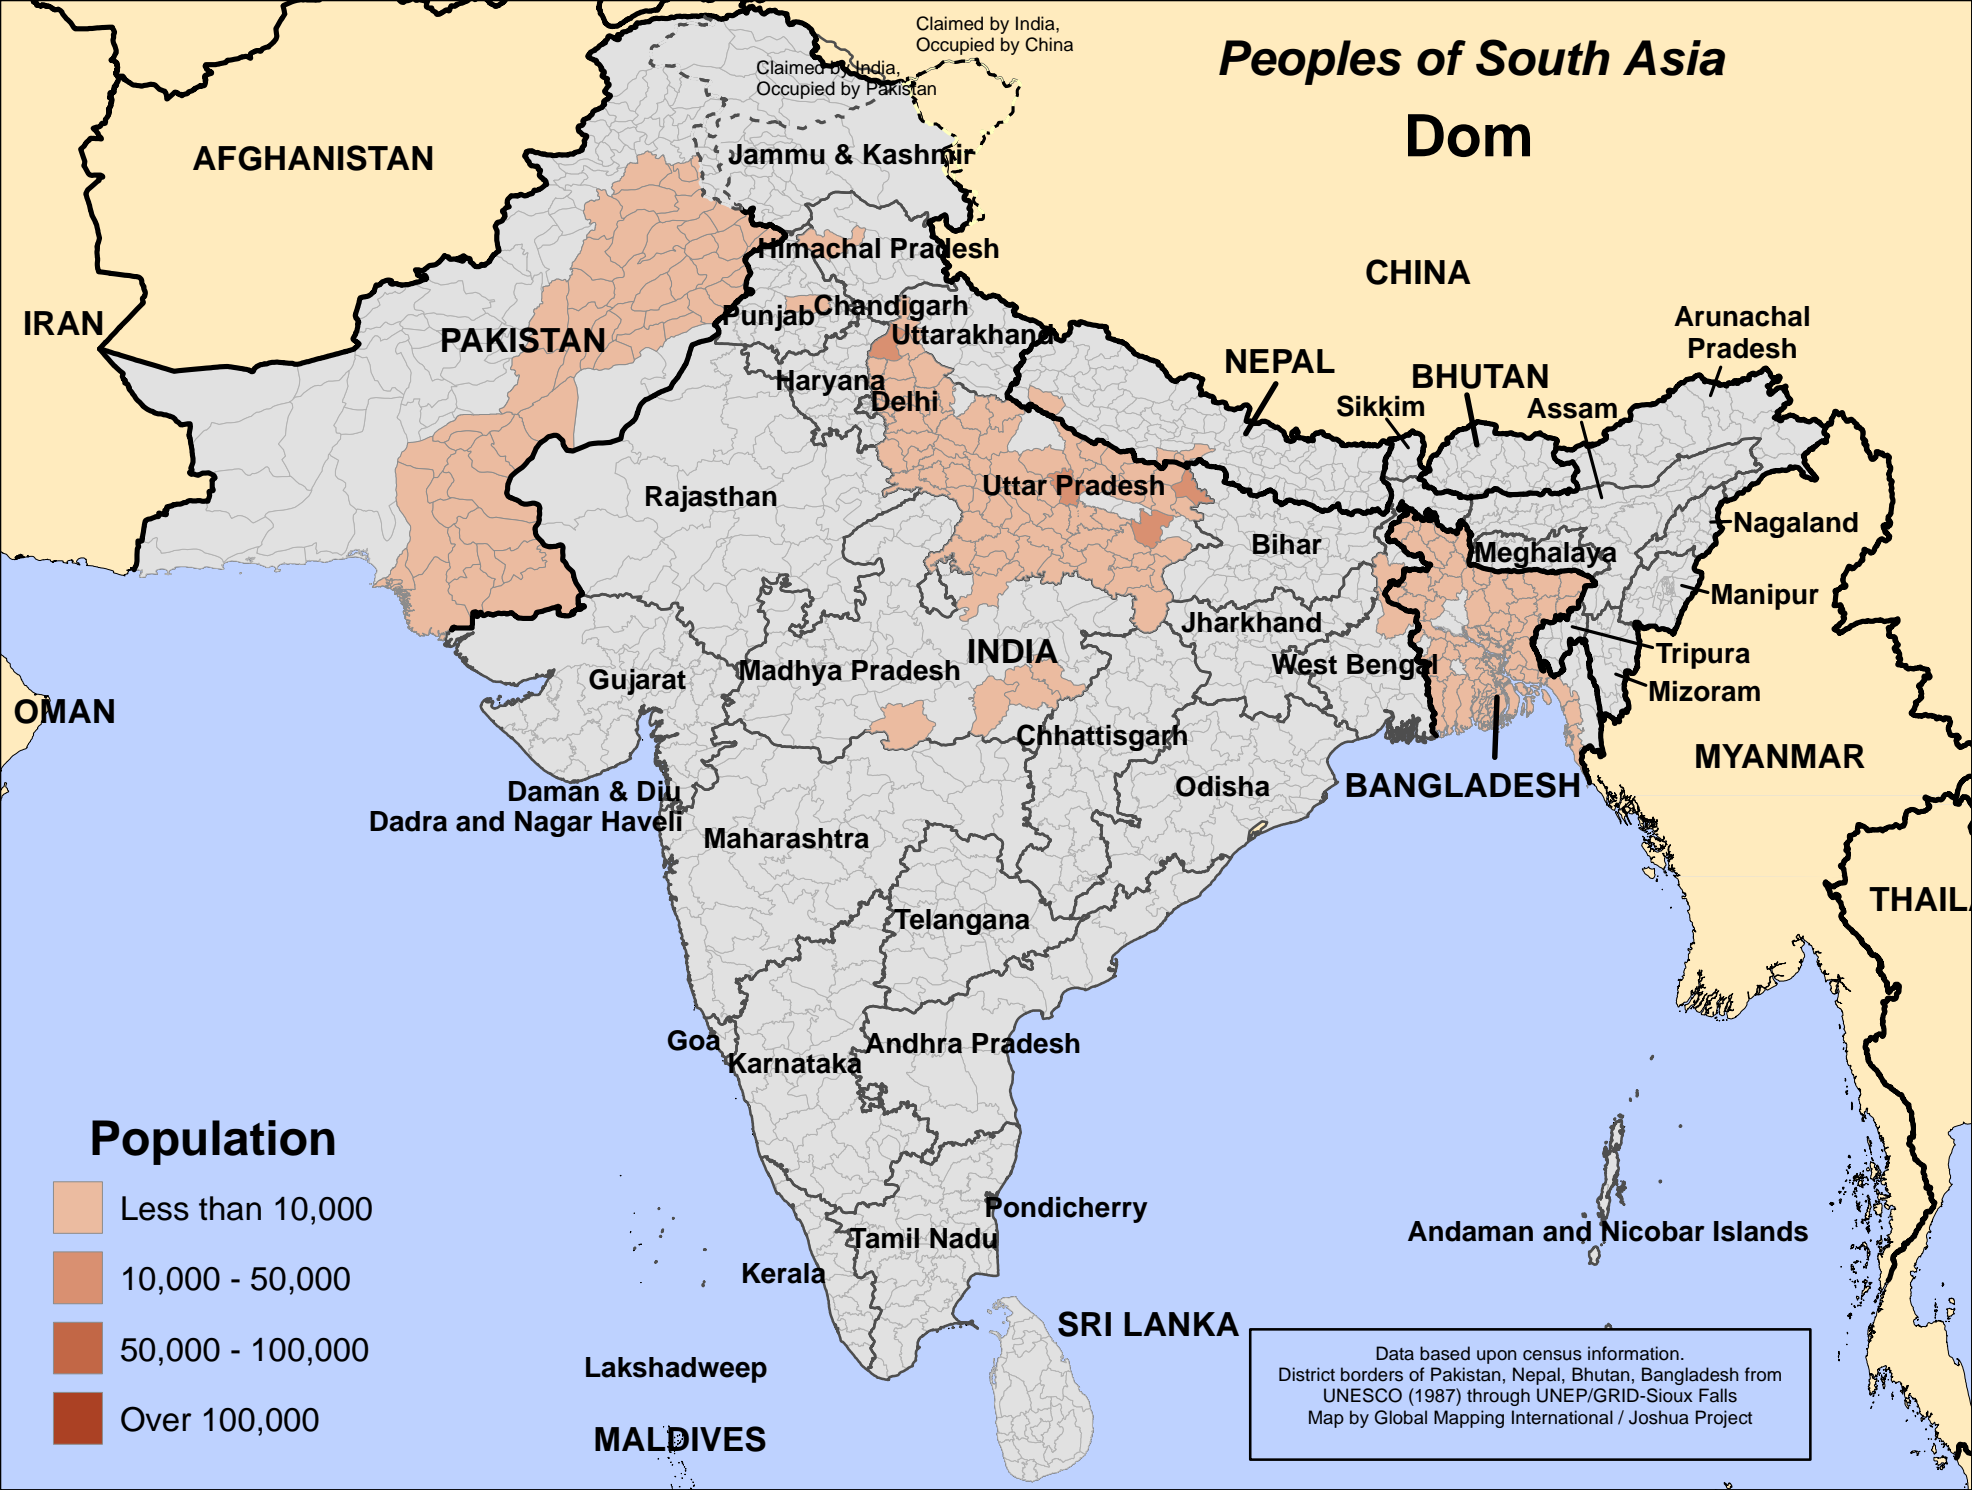 Claimed by India,
Occupied by China
Peoples of South Asia
Dom
Claimed by India,
Occupied by Pakistan
AFGHANISTAN
Jammu & Kashmir
Himachal Pradesh
CHINA
IRAN
PAKISTAN
Punjab
Chandigarh
Uttarakhand
Arunachal
Pradesh
NEPAL
BHUTAN
Haryana
Delhi
Sikkim
Assam
Rajasthan
Uttar Pradesh
Bihar
Meghalaya
Nagaland
Manipur
Jharkhand
INDIA
West Bengal
Tripura
Mizoram
Gujarat
Madhya Pradesh
OMAN
Chhattisgarh
MYANMAR
Odisha
BANGLADESH
Daman & Diu
Dadra and Nagar Haveli
Maharashtra
THAIL
Telangana
Goa
Karnataka
Andhra Pradesh
Pondicherry
Tamil Nadu
Kerala
Andaman and Nicobar Islands
SRI LANKA
Lakshadweep
MALDIVES
Population
Less than 10,000
10,000 - 50,000
50,000 - 100,000
Over 100,000
Data based upon census information.
District borders of Pakistan, Nepal, Bhutan, Bangladesh from
UNESCO (1987) through UNEP/GRID-Sioux Falls
Map by Global Mapping International / Joshua Project